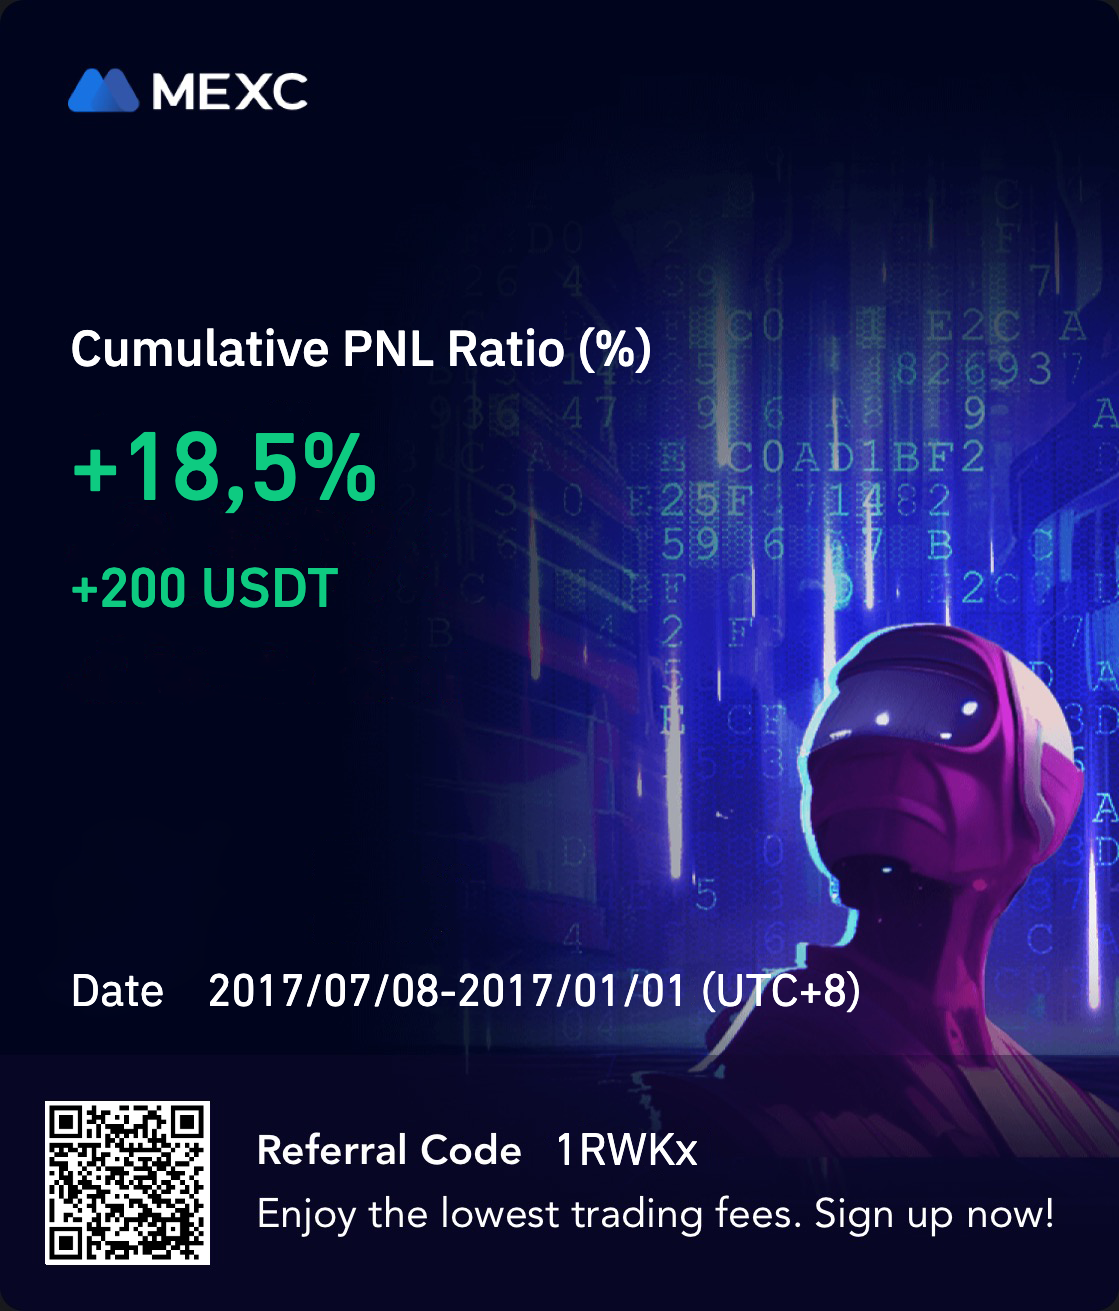 MEXC
Cumulative PNL Ratio (%)
+18,5%
+200 USDT
Date 2017/07/08-2017/01/01 (UTC+8)
Referral Code 1RWKx
Enjoy the lowest trading fees. Sign up now!